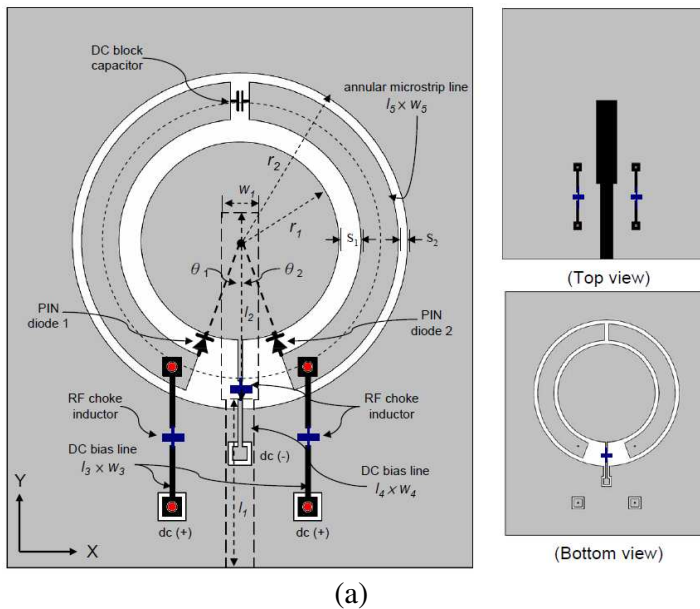 DC block
capacitor
annular microstrip line
l₅ × w₅
r₂
w₁
r₁
S₁
S₂
θ₁
θ₂
l₂
PIN
diode 1
PIN
diode 2
RF choke
inductor
RF choke
inductor
DC bias line
l₃ × w₃
dc (-)
DC bias line
l₄ × w₄
l₁
dc (+)
dc (+)
Y
X
(Top view)
(Bottom view)
(a)